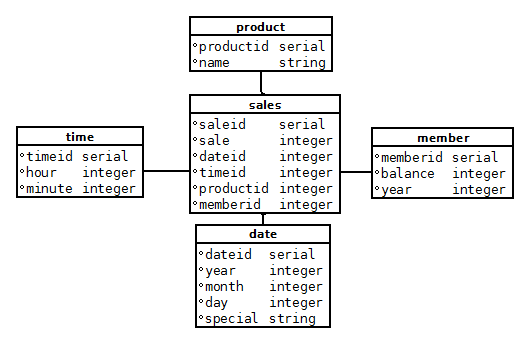 product
productid serial
name string
sales
saleid serial
sale integer
dateid integer
timeid integer
productid integer
memberid integer
time
timeid serial
hour integer
minute integer
member
memberid serial
balance integer
year integer
date
dateid serial
year integer
month integer
day integer
special string